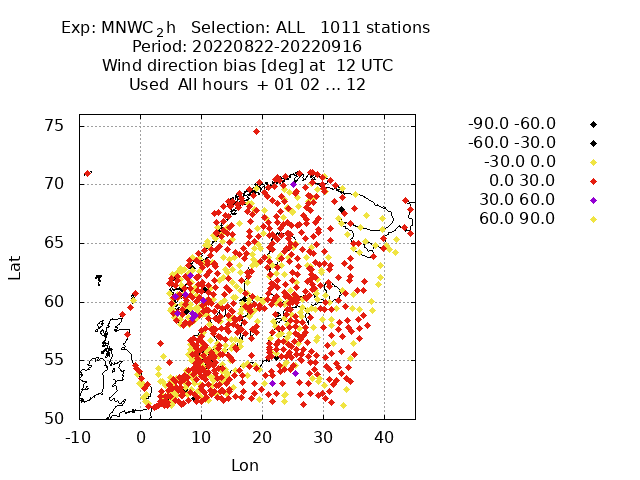 Exp: MNWC_2h   Selection: ALL   1011 stations
Period: 20220822-20220916
Wind direction bias [deg] at  12 UTC
Used  All hours  + 01 02 ... 12
-90.0 -60.0
-60.0 -30.0
-30.0 0.0
0.0 30.0
30.0 60.0
60.0 90.0
75
70
65
60
55
50
Lat
-10 0 10 20 30 40
Lon